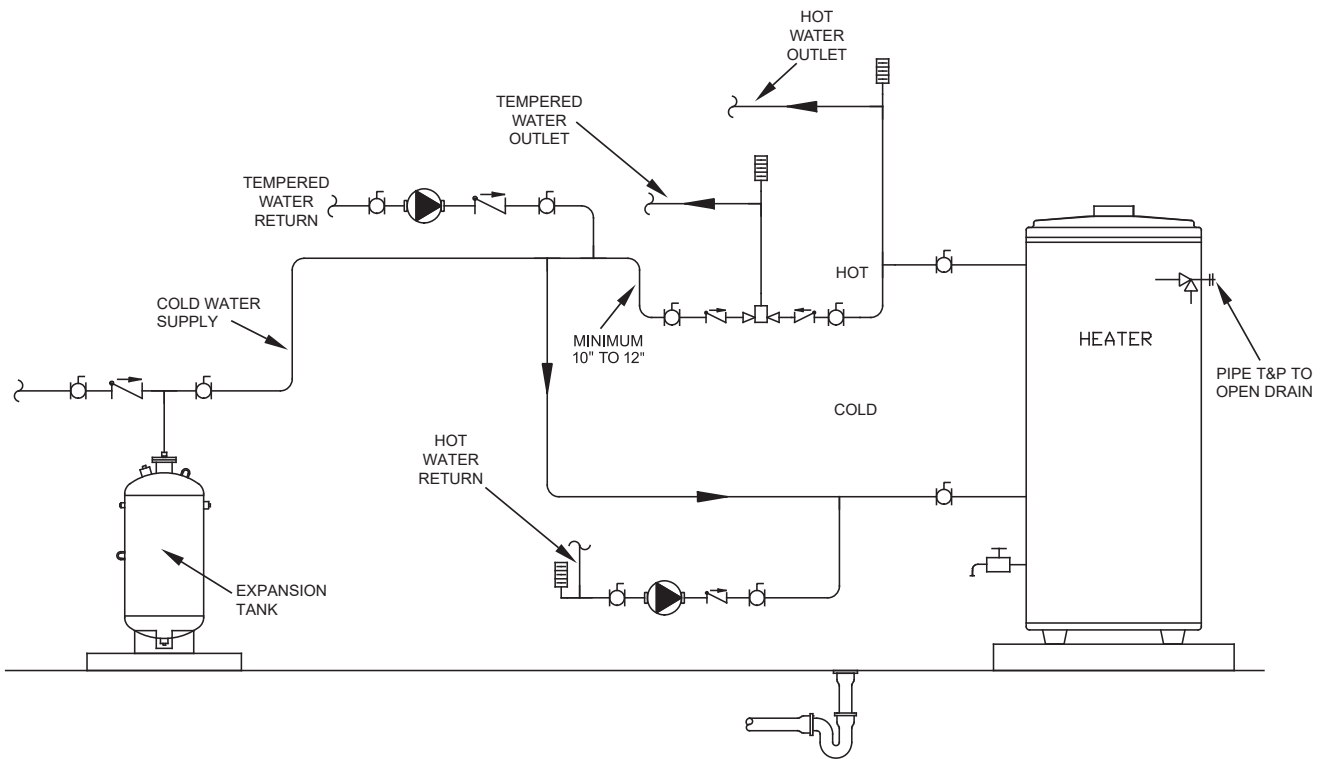 HOT
WATER
OUTLET
TEMPERED
WATER
OUTLET
TEMPERED
WATER
RETURN
COLD WATER
SUPPLY
HOT
MINIMUM
10" TO 12"
HEATER
PIPE T&P TO
OPEN DRAIN
COLD
HOT
WATER
RETURN
EXPANSION
TANK